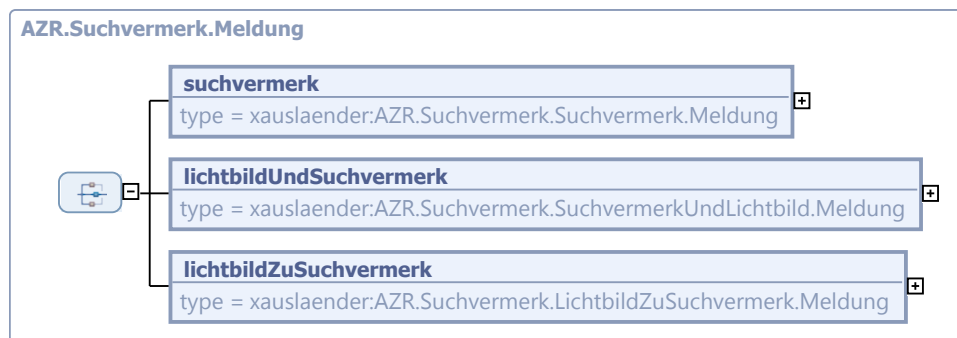 AZR.Suchvermerk.Meldung
suchvermerk
type = xauslaender:AZR.Suchvermerk.Suchvermerk.Meldung
lichtbildUndSuchvermerk
type = xauslaender:AZR.Suchvermerk.SuchvermerkUndLichtbild.Meldung
lichtbildZuSuchvermerk
type = xauslaender:AZR.Suchvermerk.LichtbildZuSuchvermerk.Meldung